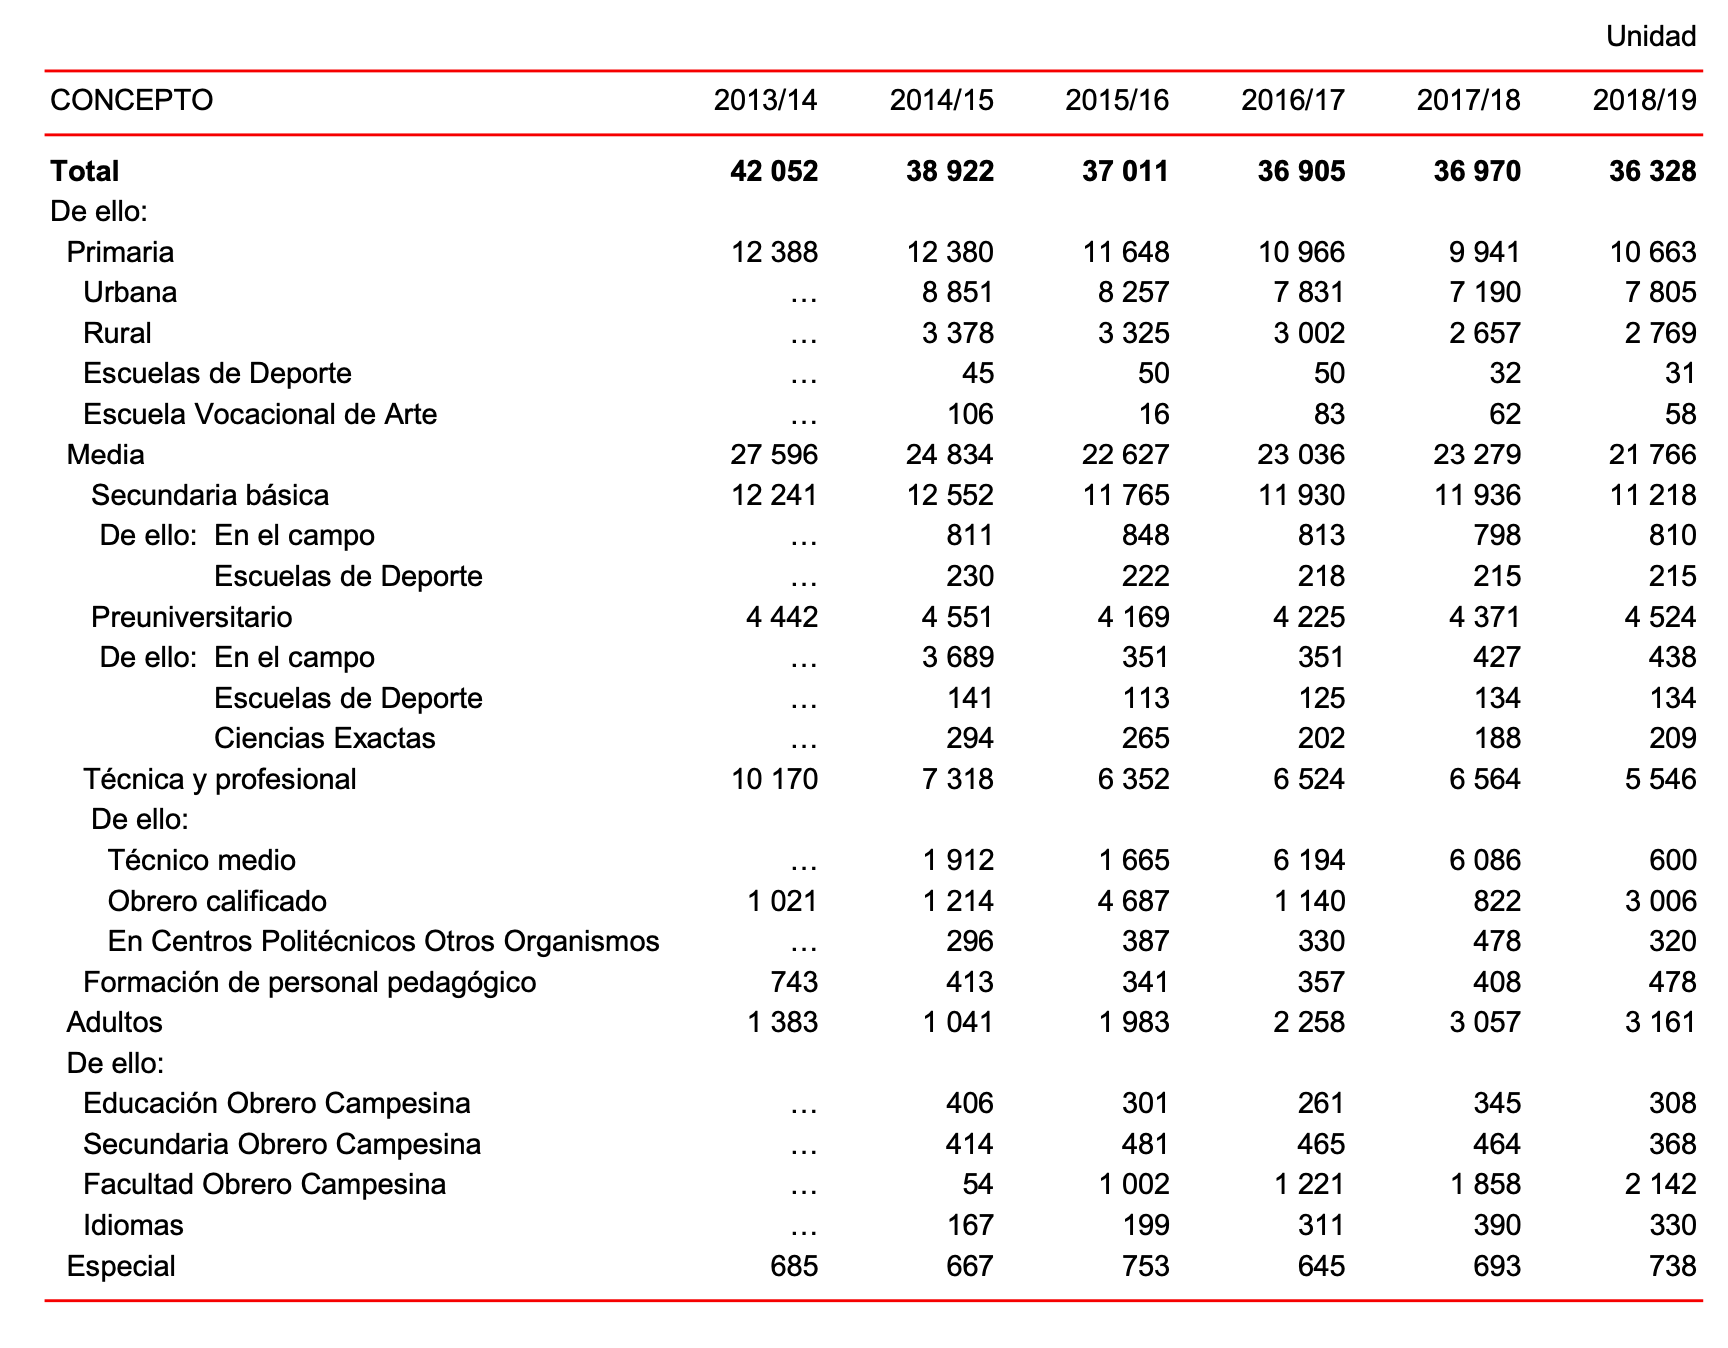 Unidad
CONCEPTO 2013/14 2014/15 2015/16 2016/17 2017/18 2018/19
Total 42 052 38 922 37 011 36 905 36 970 36 328
De ello:
Primaria 12 388 12 380 11 648 10 966 9 941 10 663
Urbana … 8 851 8 257 7 831 7 190 7 805
Rural … 3 378 3 325 3 002 2 657 2 769
Escuelas de Deporte … 45 50 50 32 31
Escuela Vocacional de Arte … 106 16 83 62 58
Media 27 596 24 834 22 627 23 036 23 279 21 766
Secundaria básica 12 241 12 552 11 765 11 930 11 936 11 218
De ello: En el campo … 811 848 813 798 810
Escuelas de Deporte … 230 222 218 215 215
Preuniversitario 4 442 4 551 4 169 4 225 4 371 4 524
De ello: En el campo … 3 689 351 351 427 438
Escuelas de Deporte … 141 113 125 134 134
Ciencias Exactas … 294 265 202 188 209
Técnica y profesional 10 170 7 318 6 352 6 524 6 564 5 546
De ello:
Técnico medio … 1 912 1 665 6 194 6 086 600
Obrero calificado 1 021 1 214 4 687 1 140 822 3 006
En Centros Politécnicos Otros Organismos … 296 387 330 478 320
Formación de personal pedagógico 743 413 341 357 408 478
Adultos 1 383 1 041 1 983 2 258 3 057 3 161
De ello:
Educación Obrero Campesina … 406 301 261 345 308
Secundaria Obrero Campesina … 414 481 465 464 368
Facultad Obrero Campesina … 54 1 002 1 221 1 858 2 142
Idiomas … 167 199 311 390 330
Especial 685 667 753 645 693 738